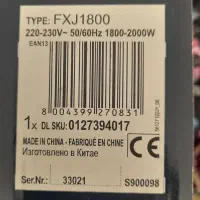 TYPE: FXJ1800
220-230V~ 50/60Hz 1800-2000W
EAN13
8 004399 270831
1x DL SKU: 0127394017
MADE IN CHINA - FABRIQUÉ EN CHINE
Изготовлено в Китае
Ser.Nr.: 33021 S900098